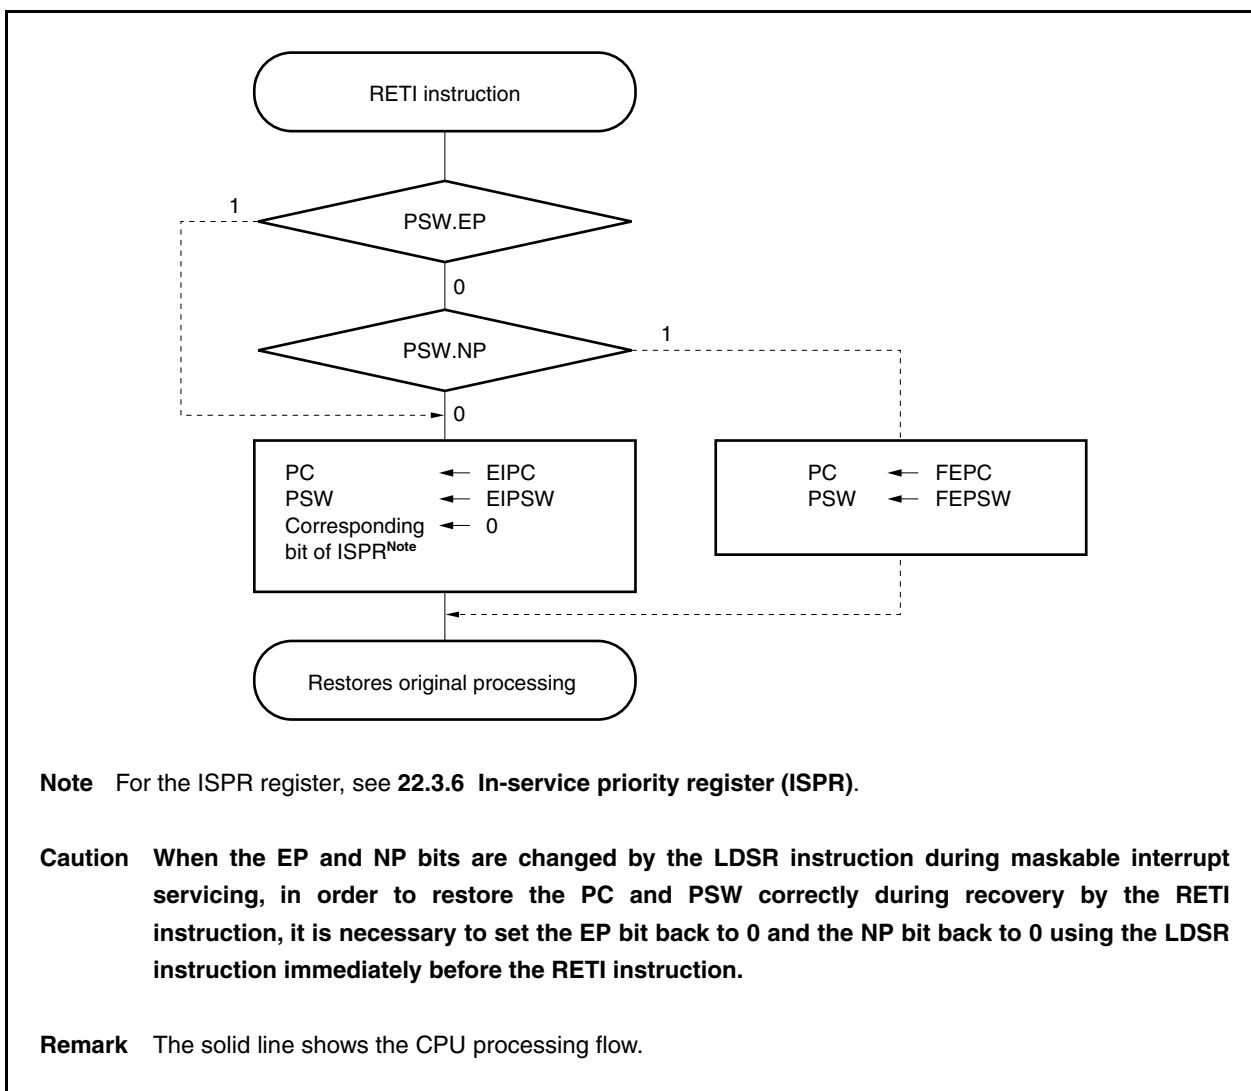 RETI instruction
1
PSW.EP
0
1
PSW.NP
0
PC ← EIPC
PSW ← EIPSW
Corresponding ← 0
bit of ISPRNote
PC ← FEPC
PSW ← FEPSW
Restores original processing
Note For the ISPR register, see 22.3.6 In-service priority register (ISPR).
Caution When the EP and NP bits are changed by the LDSR instruction during maskable interrupt
servicing, in order to restore the PC and PSW correctly during recovery by the RETI
instruction, it is necessary to set the EP bit back to 0 and the NP bit back to 0 using the LDSR
instruction immediately before the RETI instruction.
Remark The solid line shows the CPU processing flow.